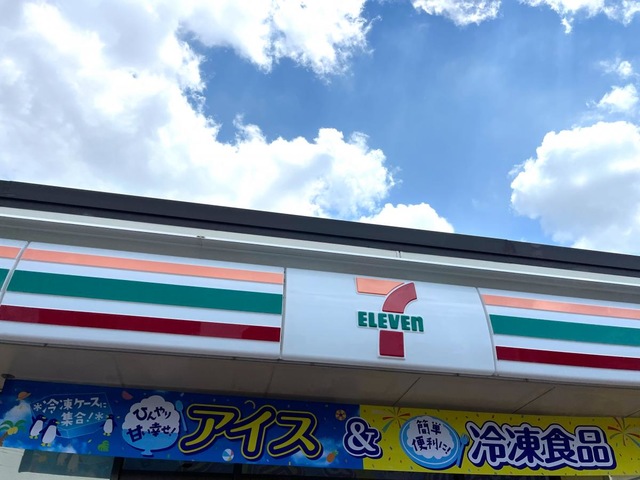 7
ELEVEn
*冷凍ケースに
集合!*
ひんやり
甘い幸せ!
アイス
&
簡単
便利に!
冷凍食品